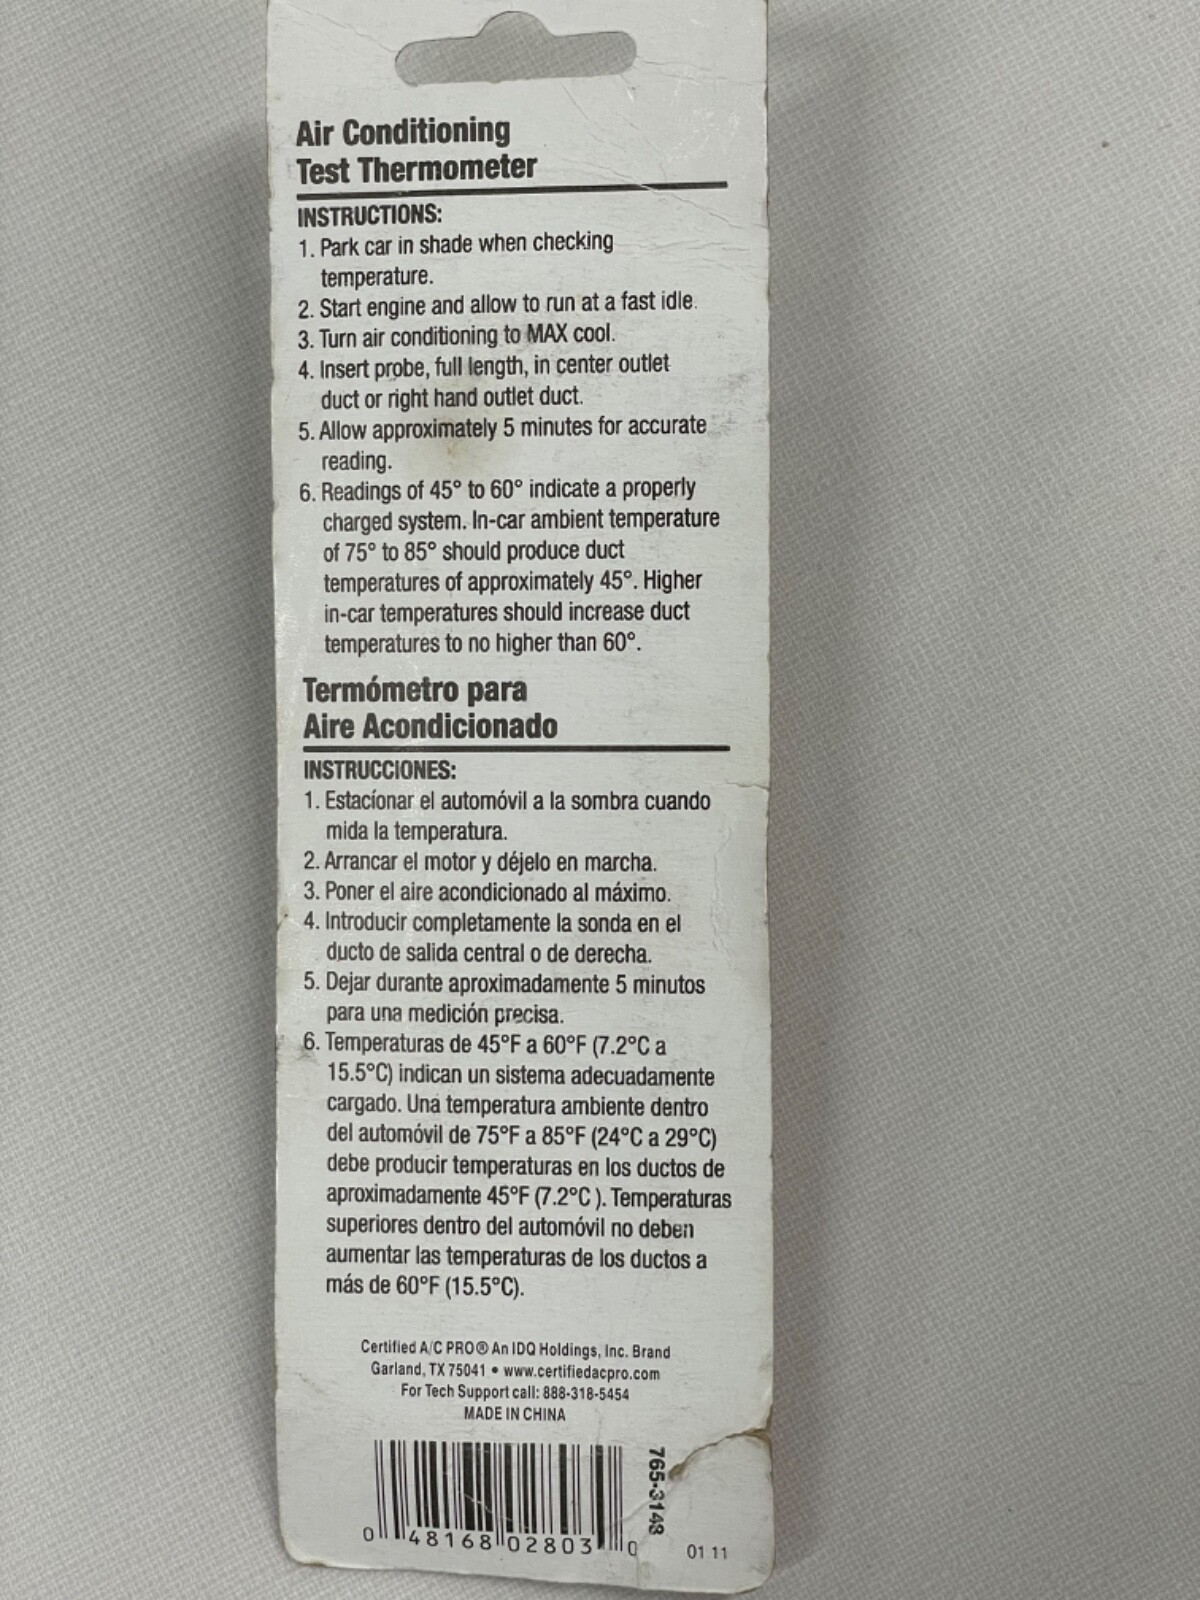 Air Conditioning
Test Thermometer
INSTRUCTIONS:
1. Park car in shade when checking
temperature.
2. Start engine and allow to run at a fast idle.
3. Turn air conditioning to MAX cool.
4. Insert probe, full length, in center outlet
duct or right hand outlet duct.
5. Allow approximately 5 minutes for accurate
reading.
6. Readings of 45° to 60° indicate a properly
charged system. In-car ambient temperature
of 75° to 85° should produce duct
temperatures of approximately 45°. Higher
in-car temperatures should increase duct
temperatures to no higher than 60°.
Termómetro para
Aire Acondicionado
INSTRUCCIONES:
1. Estacíonar el automóvil a la sombra cuando
mida la temperatura.
2. Arrancar el motor y déjelo en marcha.
3. Poner el aire acondicionado al máximo.
4. Introducir completamente la sonda en el
ducto de salida central o de derecha.
5. Dejar durante aproximadamente 5 minutos
para una medición precisa.
6. Temperaturas de 45°F a 60°F (7.2°C a
15.5°C) indican un sistema adecuadamente
cargado. Una temperatura ambiente dentro
del automóvil de 75°F a 85°F (24°C a 29°C)
debe producir temperaturas en los ductos de
aproximadamente 45°F (7.2°C ). Temperaturas
superiores dentro del automóvil no deben
aumentar las temperaturas de los ductos a
más de 60°F (15.5°C).
Certified A/C PRO® An IDQ Holdings, Inc. Brand
Garland, TX 75041 • www.certifiedacpro.com
For Tech Support call: 888-318-5454
MADE IN CHINA
765-3148
0 48168 02803 0
01 11